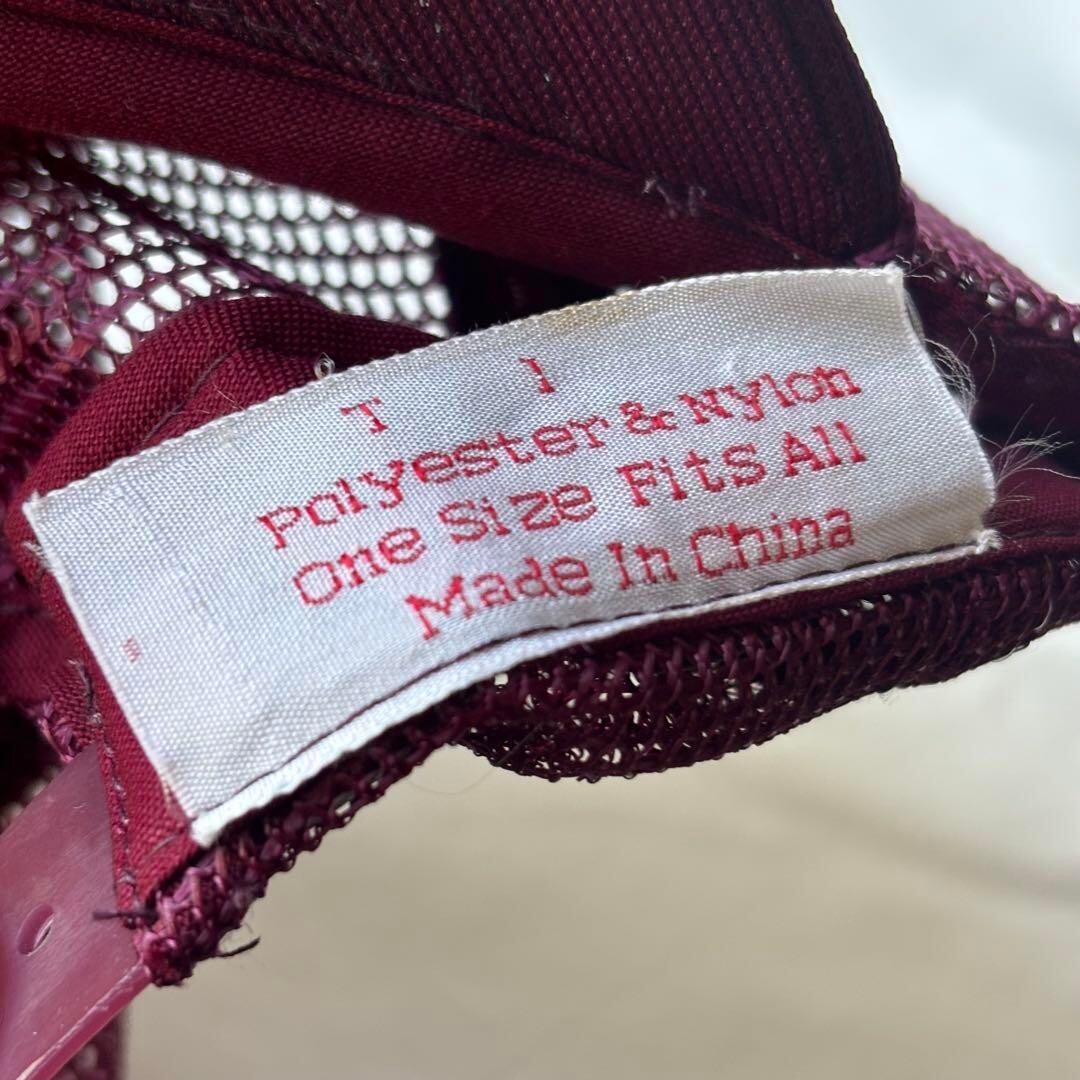 T 1
Polyester & Nylon
One Size Fits All
Made In China